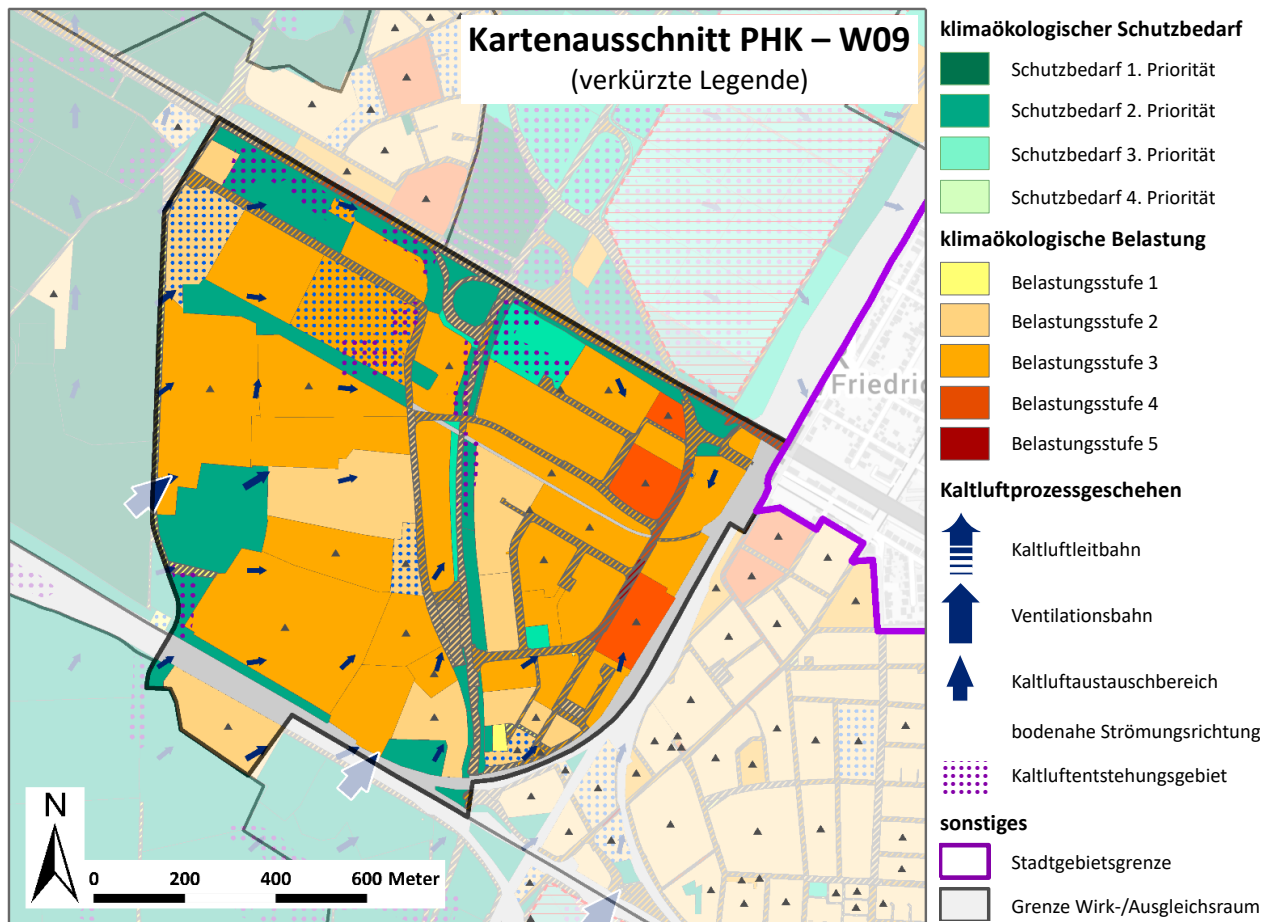 Kartenausschnitt PHK – W09
(verkürzte Legende)
Friedric
N
0 200 400 600 Meter
klimaökologischer Schutzbedarf
Schutzbedarf 1. Priorität
Schutzbedarf 2. Priorität
Schutzbedarf 3. Priorität
Schutzbedarf 4. Priorität
klimaökologische Belastung
Belastungsstufe 1
Belastungsstufe 2
Belastungsstufe 3
Belastungsstufe 4
Belastungsstufe 5
Kaltluftprozessgeschehen
Kaltluftleitbahn
Ventilationsbahn
Kaltluftaustauschbereich
bodenahe Strömungsrichtung
Kaltluftentstehungsgebiet
sonstiges
Stadtgebietsgrenze
Grenze Wirk-/Ausgleichsraum